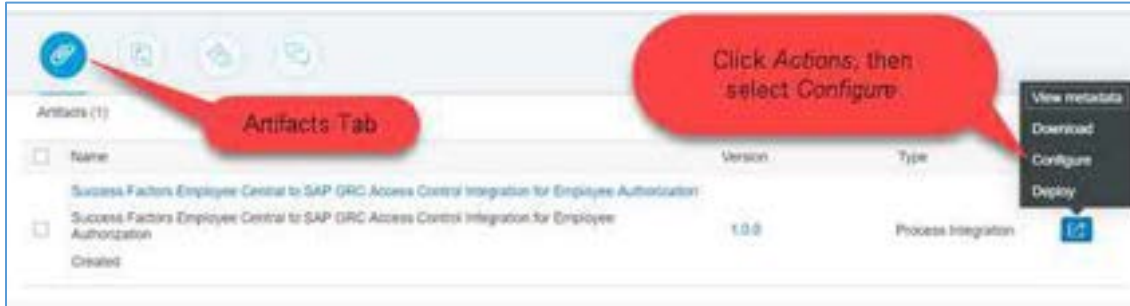 Click Actions, then
select Configure.
View metadata
Artifacts (1)
Artifacts Tab
Download
Name
Version
Type
Configure
Success Factors Employee Central to SAP GRC Access Control Integration for Employee Authorization
Deploy
Success Factors Employee Central to SAP GRC Access Control Integration for Employee
Authorization
1.0.0
Process Integration
Created